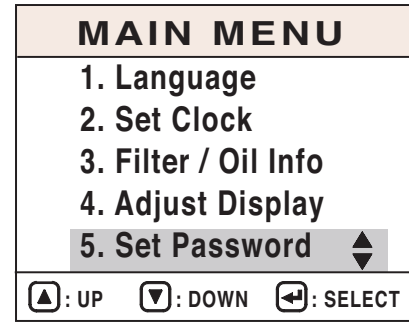 MAIN MENU
1. Language
2. Set Clock
3. Filter / Oil Info
4. Adjust Display
5. Set Password
: UP : DOWN : SELECT